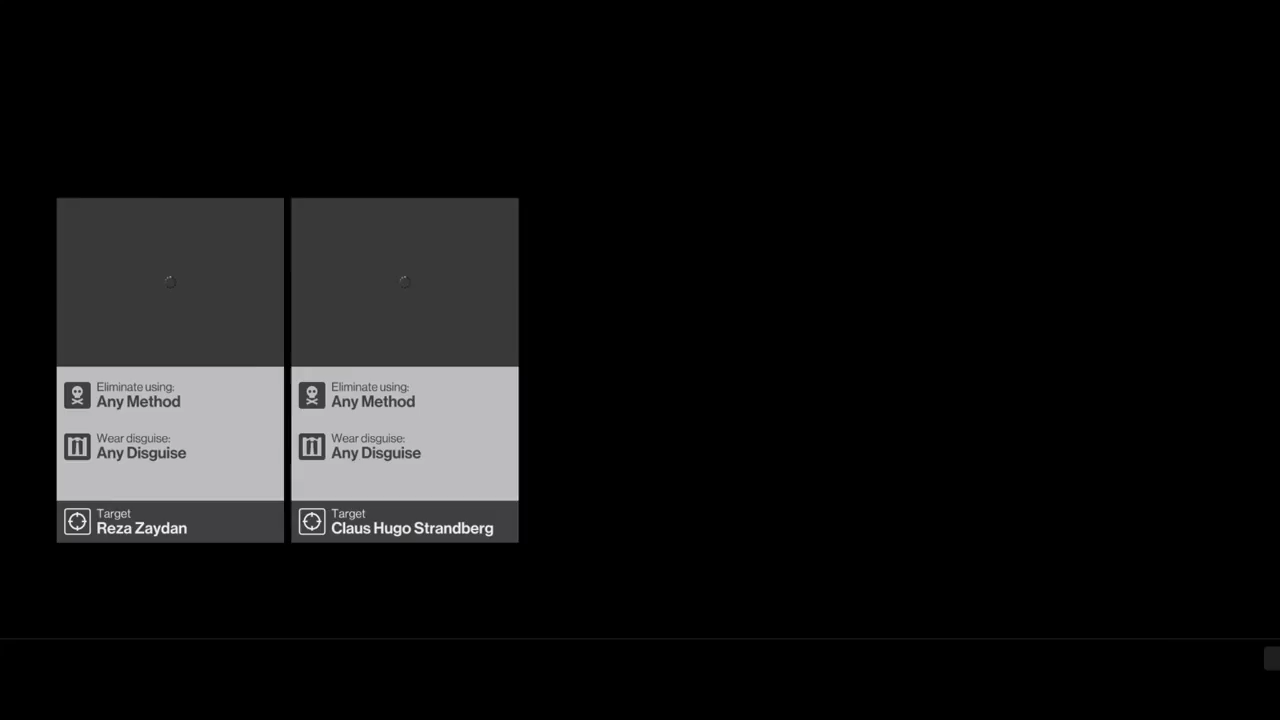 Eliminate using:
Any Method
Wear disguise:
Any Disguise
Target
Reza Zaydan
Eliminate using:
Any Method
Wear disguise:
Any Disguise
Target
Claus Hugo Strandberg